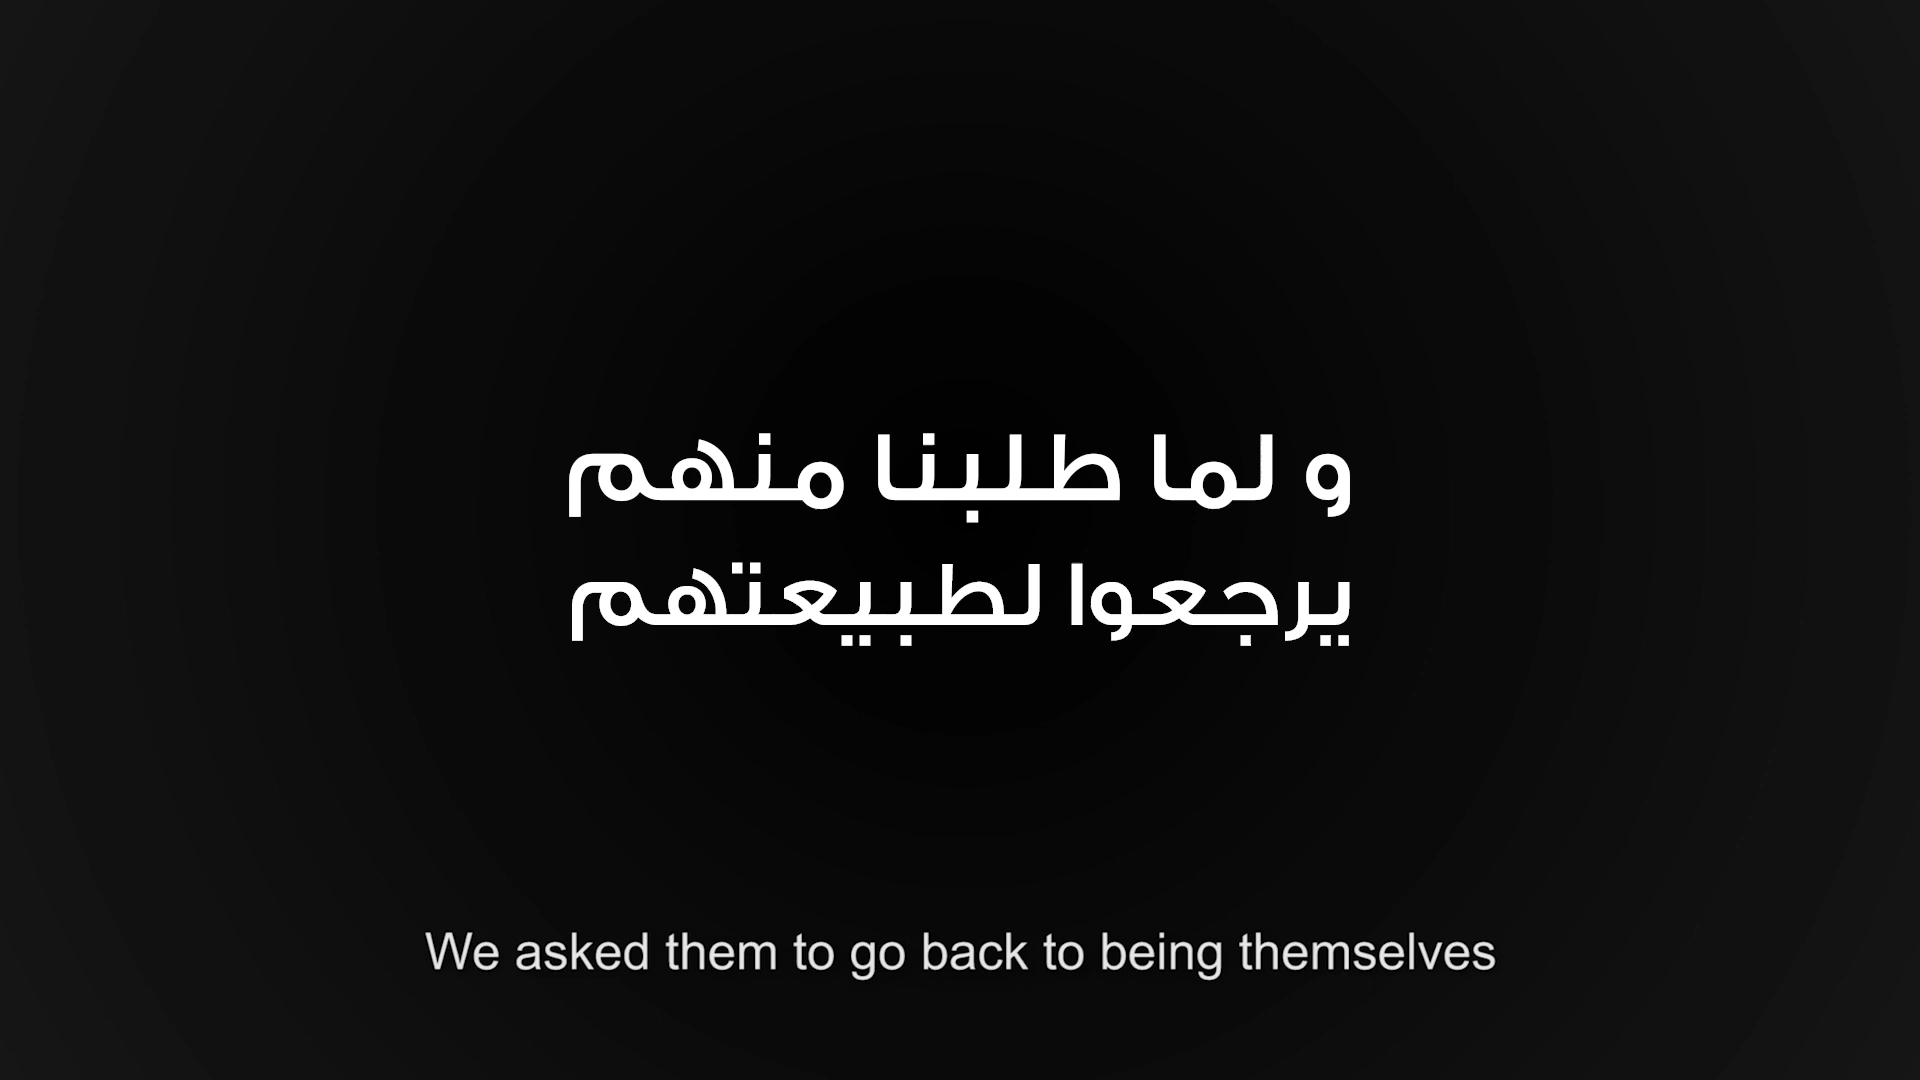 و لما طلبنا منهم
يرجعوا لطبيعتهم
We asked them to go back to being themselves